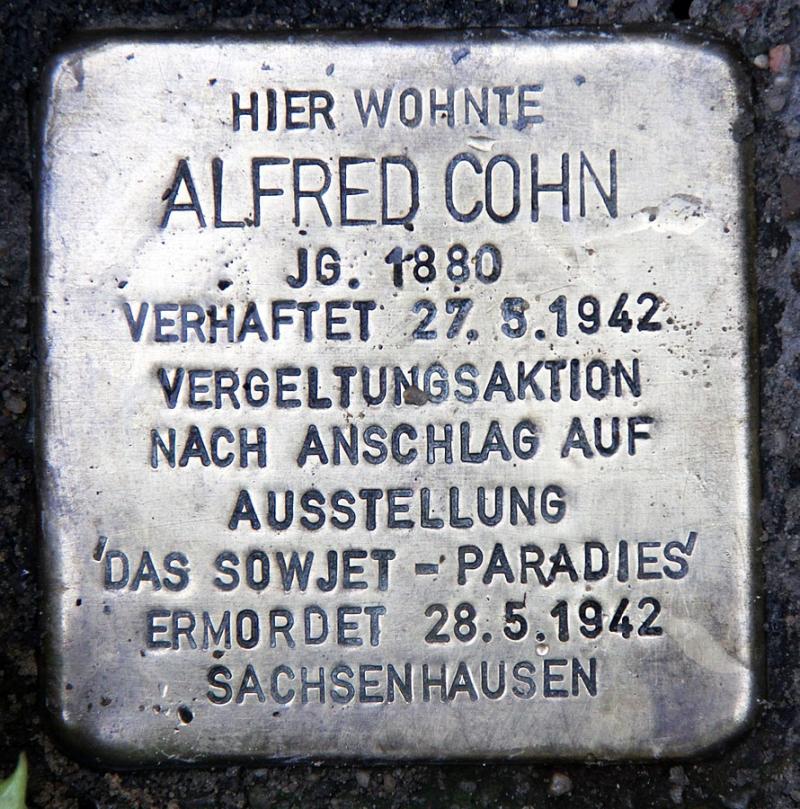 HIER WOHNTE
ALFRED COHN
JG. 1880
VERHAFTET 27.5.1942
VERGELTUNGSAKTION
NACH ANSCHLAG AUF
AUSSTELLUNG
'DAS SOWJET - PARADIES'
ERMORDET 28.5.1942
SACHSENHAUSEN